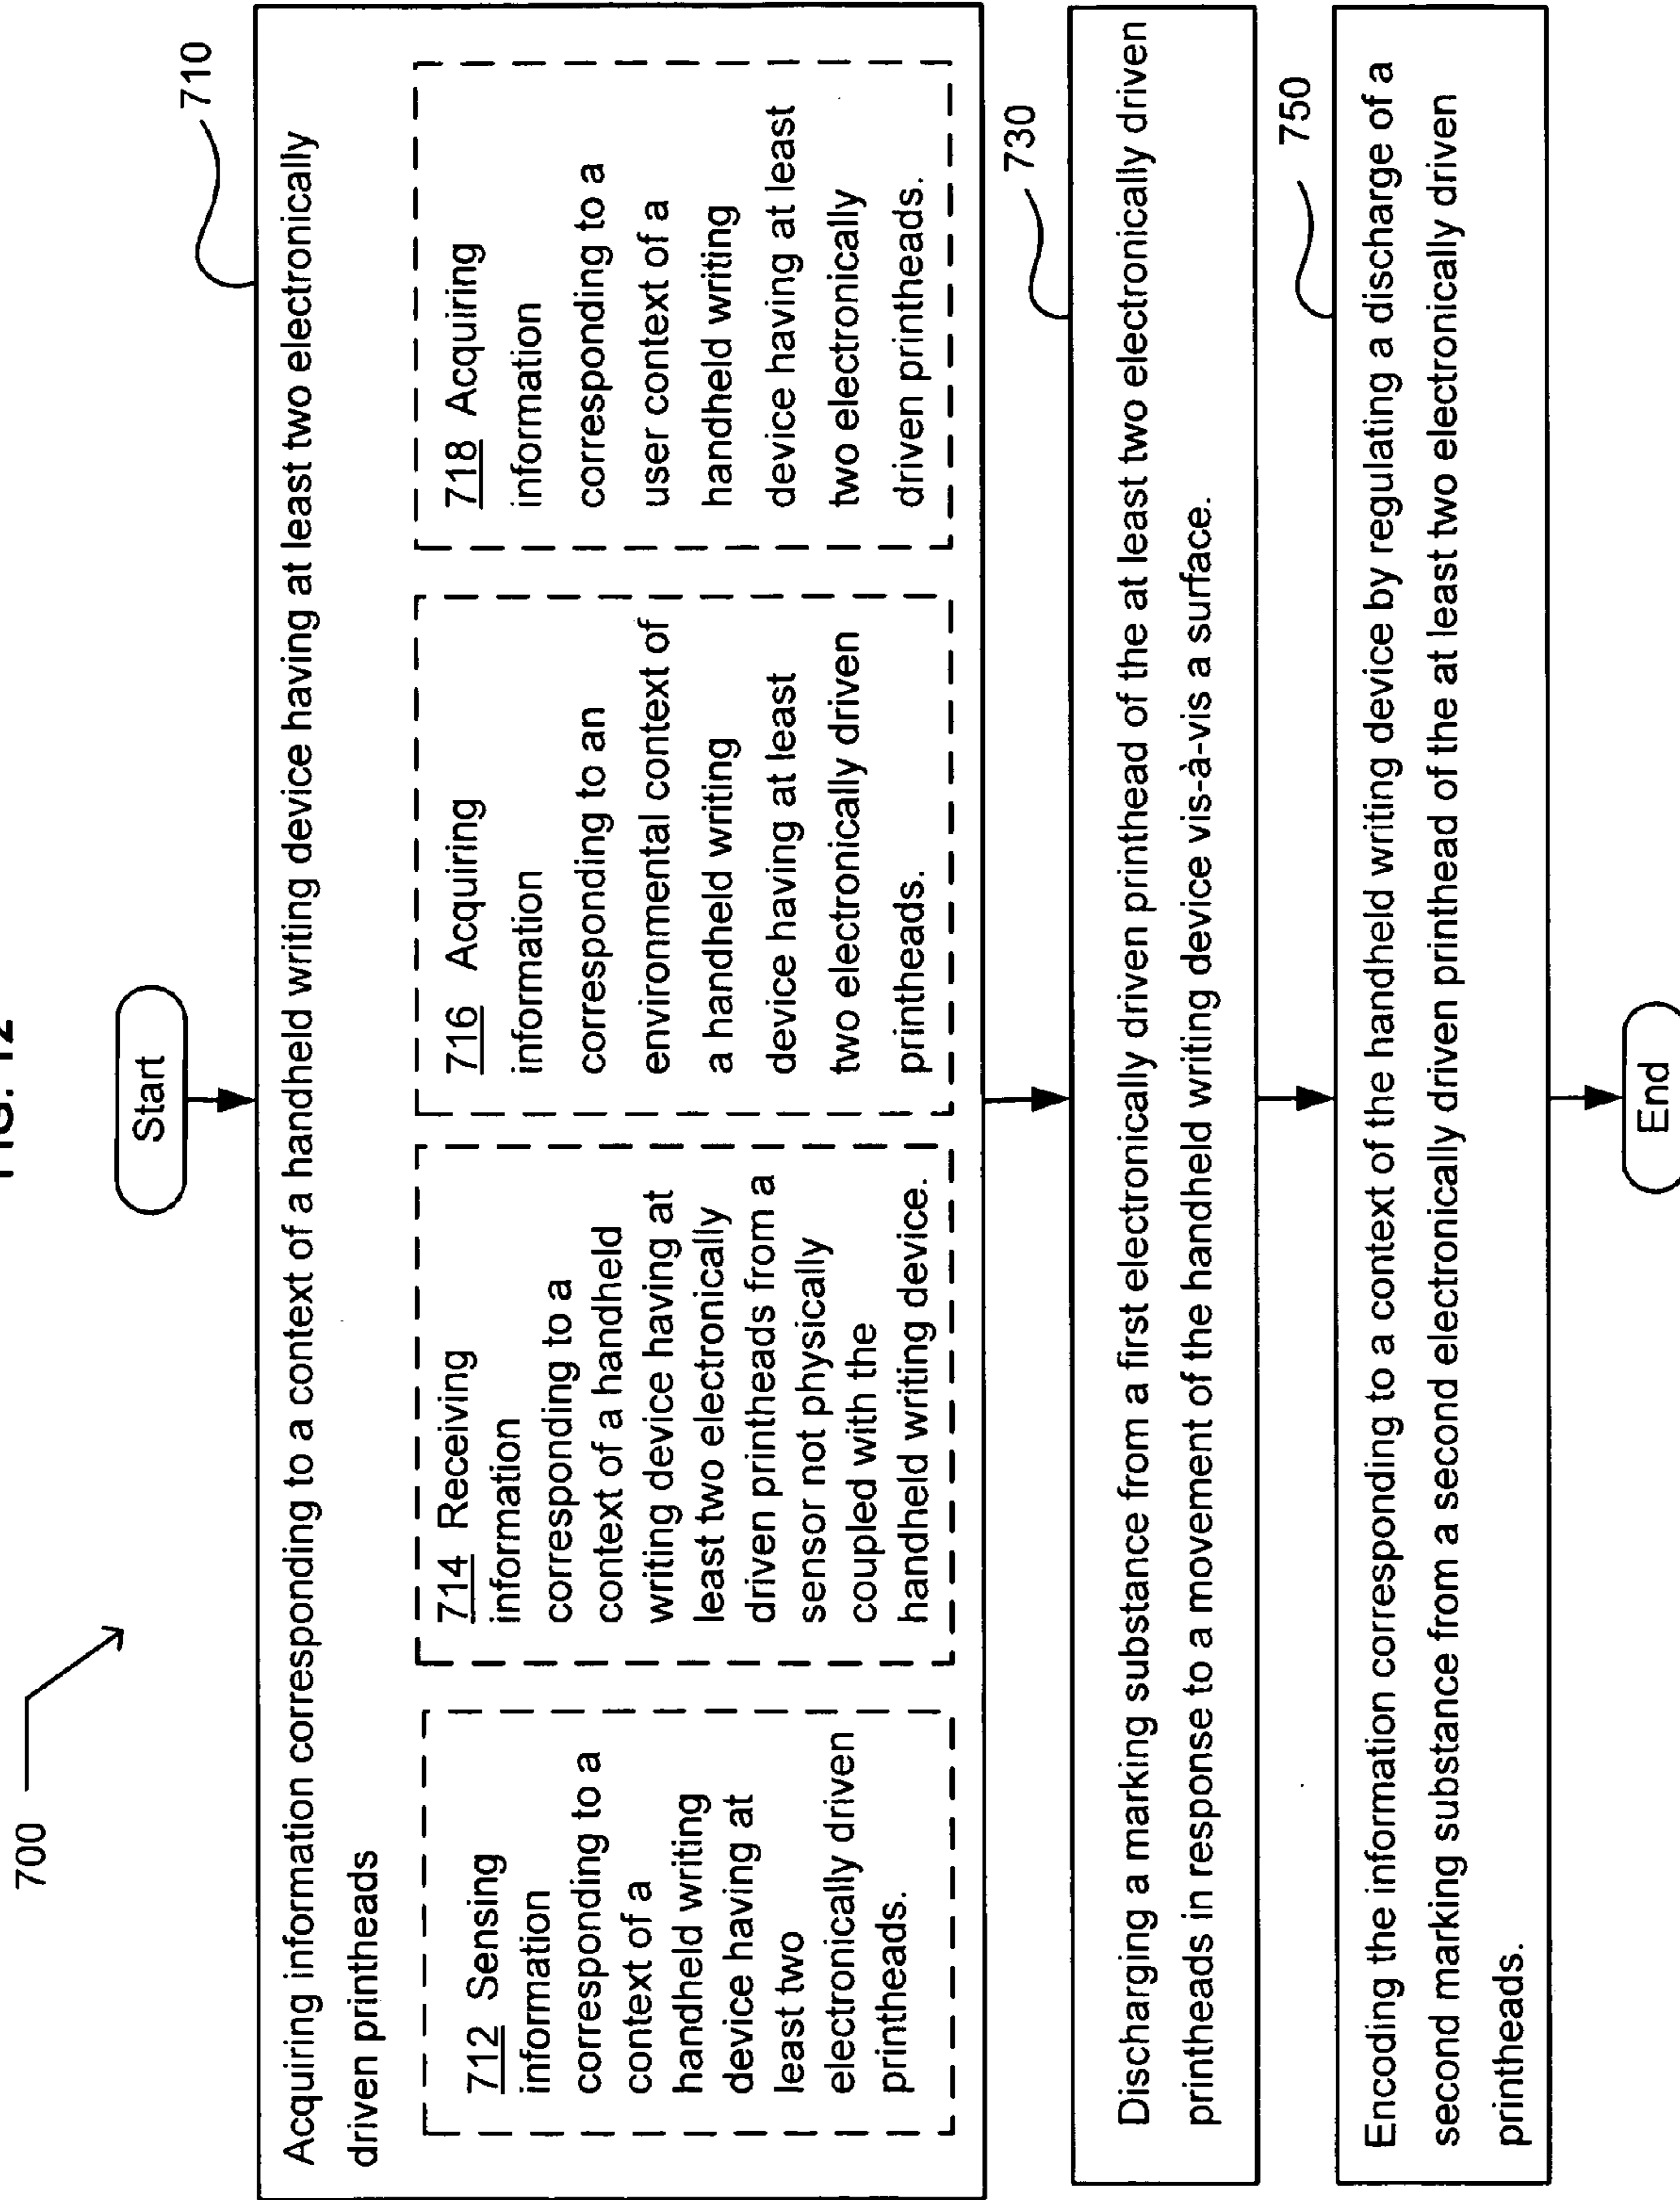 FIG. 12
700
Start
710
Acquiring information corresponding to a context of a handheld writing device having at least two electronically
driven printheads
712 Sensing
information
corresponding to a
context of a
handheld writing
device having at
least two
electronically driven
printheads.
714 Receiving
information
corresponding to a
context of a handheld
writing device having at
least two electronically
driven printheads from a
sensor not physically
coupled with the
handheld writing device.
716 Acquiring
information
corresponding to an
environmental context of
a handheld writing
device having at least
two electronically driven
printheads.
718 Acquiring
information
corresponding to a
user context of a
handheld writing
device having at least
two electronically
driven printheads.
730
Discharging a marking substance from a first electronically driven printhead of the at least two electronically driven
printheads in response to a movement of the handheld writing device vis-à-vis a surface.
750
Encoding the information corresponding to a context of the handheld writing device by regulating a discharge of a
second marking substance from a second electronically driven printhead of the at least two electronically driven
printheads.
End